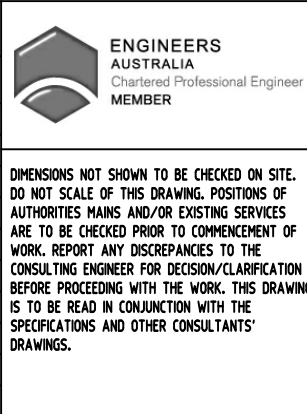 ENGINEERS
AUSTRALIA
Chartered Professional Engineer
MEMBER
DIMENSIONS NOT SHOWN TO BE CHECKED ON SITE.
DO NOT SCALE OF THIS DRAWING. POSITIONS OF
AUTHORITIES MAINS AND/OR EXISTING SERVICES
ARE TO BE CHECKED PRIOR TO COMMENCEMENT OF
WORK. REPORT ANY DISCREPANCIES TO THE
CONSULTING ENGINEER FOR DECISION/CLARIFICATION
BEFORE PROCEEDING WITH THE WORK. THIS DRAWING
IS TO BE READ IN CONJUNCTION WITH THE
SPECIFICATIONS AND OTHER CONSULTANTS'
DRAWINGS.